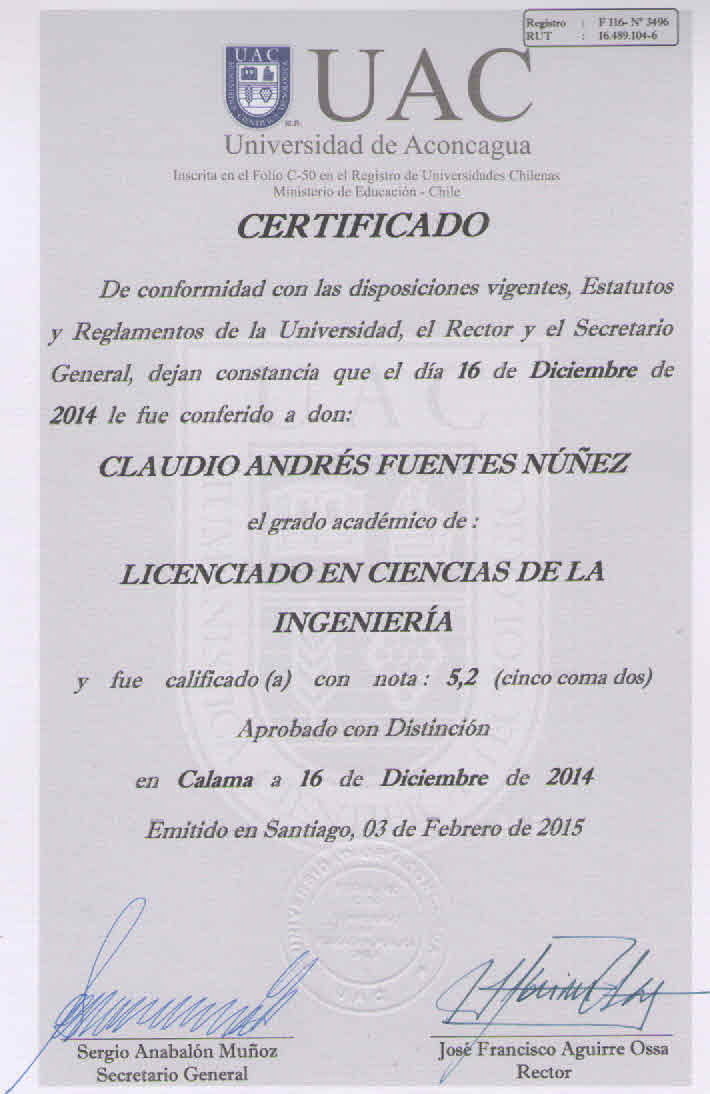 Registro : F 116- Nº 3496
RUT : 16.489.104-6
UAC
UAC
M.R.
Universidad de Aconcagua
Inscrita en el Folio C-50 en el Registro de Universidades Chilenas
Ministerio de Educación - Chile
CERTIFICADO
De conformidad con las disposiciones vigentes, Estatutos
y Reglamentos de la Universidad, el Rector y el Secretario
General, dejan constancia que el día 16 de Diciembre de
2014 le fue conferido a don:
CLAUDIO ANDRÉS FUENTES NÚÑEZ
el grado académico de :
LICENCIADO EN CIENCIAS DE LA
INGENIERÍA
y fue calificado (a) con nota : 5,2 (cinco coma dos)
Aprobado con Distinción
en Calama a 16 de Diciembre de 2014
Emitido en Santiago, 03 de Febrero de 2015
UAC
Sergio Anabalón Muñoz
Secretario General
José Francisco Aguirre Ossa
Rector